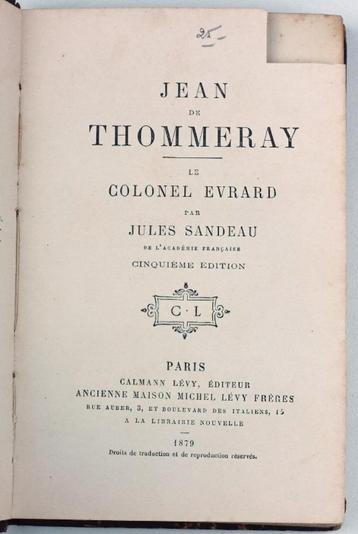 25-
JEAN
DE
THOMMERAY
LE
COLONEL EVRARD
PAR
JULES SANDEAU
DE L'ACADÉMIE FRANÇAISE
CINQUIÈME EDITION
C · L
PARIS
CALMANN LÉVY, ÉDITEUR
ANCIENNE MAISON MICHEL LÉVY FRÈRES
RUE AUBER, 3, ET BOULEVARD DES ITALIENS, 15
A LA LIBRAIRIE NOUVELLE
1879
Droits de traduction et de reproduction réservés.